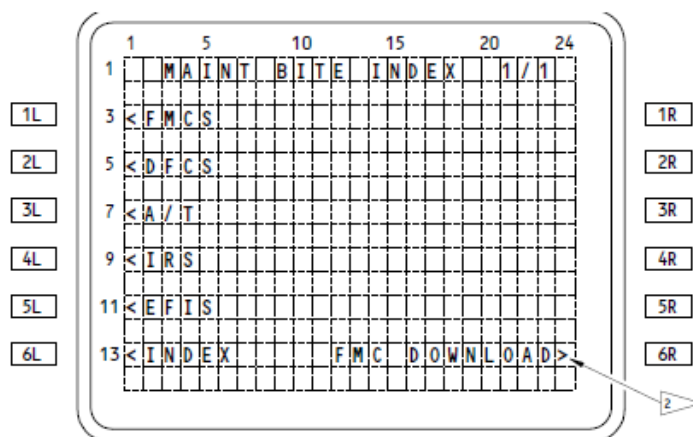 1 5 10 15 20 24
1 MAINT BITE INDEX 1/1
1L 3 <FMCS 1R
2L 5 <DFCS 2R
3L 7 <A/T 3R
4L 9 <IRS 4R
5L 11 <EFIS 5R
6L 13 <INDEX FMC DOWNLOAD> 6R
2